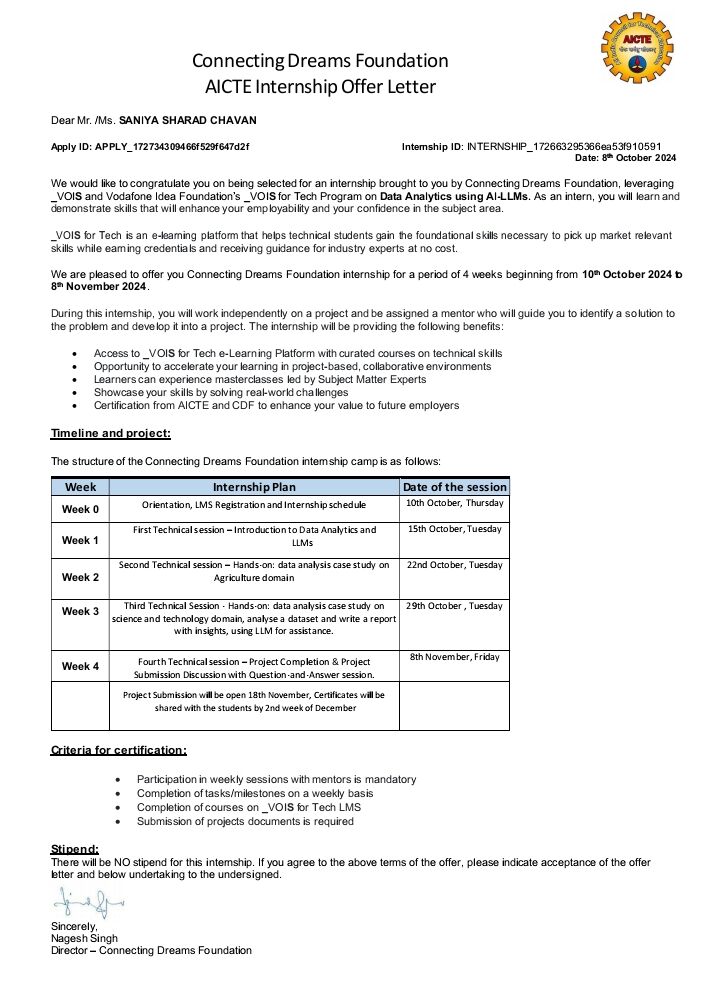 Connecting Dreams Foundation
AICTE Internship Offer Letter
AICTE
Dear Mr. /Ms. SANIYA SHARAD CHAVAN
Apply ID: APPLY_172734309466f529f647d2f
Internship ID: INTERNSHIP_172663295366ea53f910591
Date: 8th October 2024
We would like to congratulate you on being selected for an internship brought to you by Connecting Dreams Foundation, leveraging
_VOIS and Vodafone Idea Foundation's _VOIS for Tech Program on Data Analytics using AI-LLMs. As an intern, you will learn and
demonstrate skills that will enhance your employability and your confidence in the subject area.
_VOIS for Tech is an e-learning platform that helps technical students gain the foundational skills necessary to pick up market relevant
skills while earning credentials and receiving guidance for industry experts at no cost.
We are pleased to offer you Connecting Dreams Foundation internship for a period of 4 weeks beginning from 10th October 2024 to
8th November 2024.
During this internship, you will work independently on a project and be assigned a mentor who will guide you to identify a solution to
the problem and develop it into a project. The internship will be providing the following benefits:
• Access to _VOIS for Tech e-Learning Platform with curated courses on technical skills
• Opportunity to accelerate your learning in project-based, collaborative environments
• Learners can experience masterclasses led by Subject Matter Experts
• Showcase your skills by solving real-world challenges
• Certification from AICTE and CDF to enhance your value to future employers
Timeline and project:
The structure of the Connecting Dreams Foundation internship camp is as follows:
Week Internship Plan Date of the session
Week 0 Orientation, LMS Registration and Internship schedule 10th October, Thursday
Week 1 First Technical session – Introduction to Data Analytics and 15th October, Tuesday
LLMs
Week 2 Second Technical session – Hands-on: data analysis case study on 22nd October, Tuesday
Agriculture domain
Week 3 Third Technical Session - Hands-on: data analysis case study on 29th October , Tuesday
science and technology domain, analyse a dataset and write a report
with insights, using LLM for assistance.
Week 4 Fourth Technical session – Project Completion & Project 8th November, Friday
Submission Discussion with Question-and-Answer session.
Project Submission will be open 18th November, Certificates will be
shared with the students by 2nd week of December
Criteria for certification:
• Participation in weekly sessions with mentors is mandatory
• Completion of tasks/milestones on a weekly basis
• Completion of courses on _VOIS for Tech LMS
• Submission of projects documents is required
Stipend:
There will be NO stipend for this internship. If you agree to the above terms of the offer, please indicate acceptance of the offer
letter and below undertaking to the undersigned.
Sincerely,
Nagesh Singh
Director – Connecting Dreams Foundation